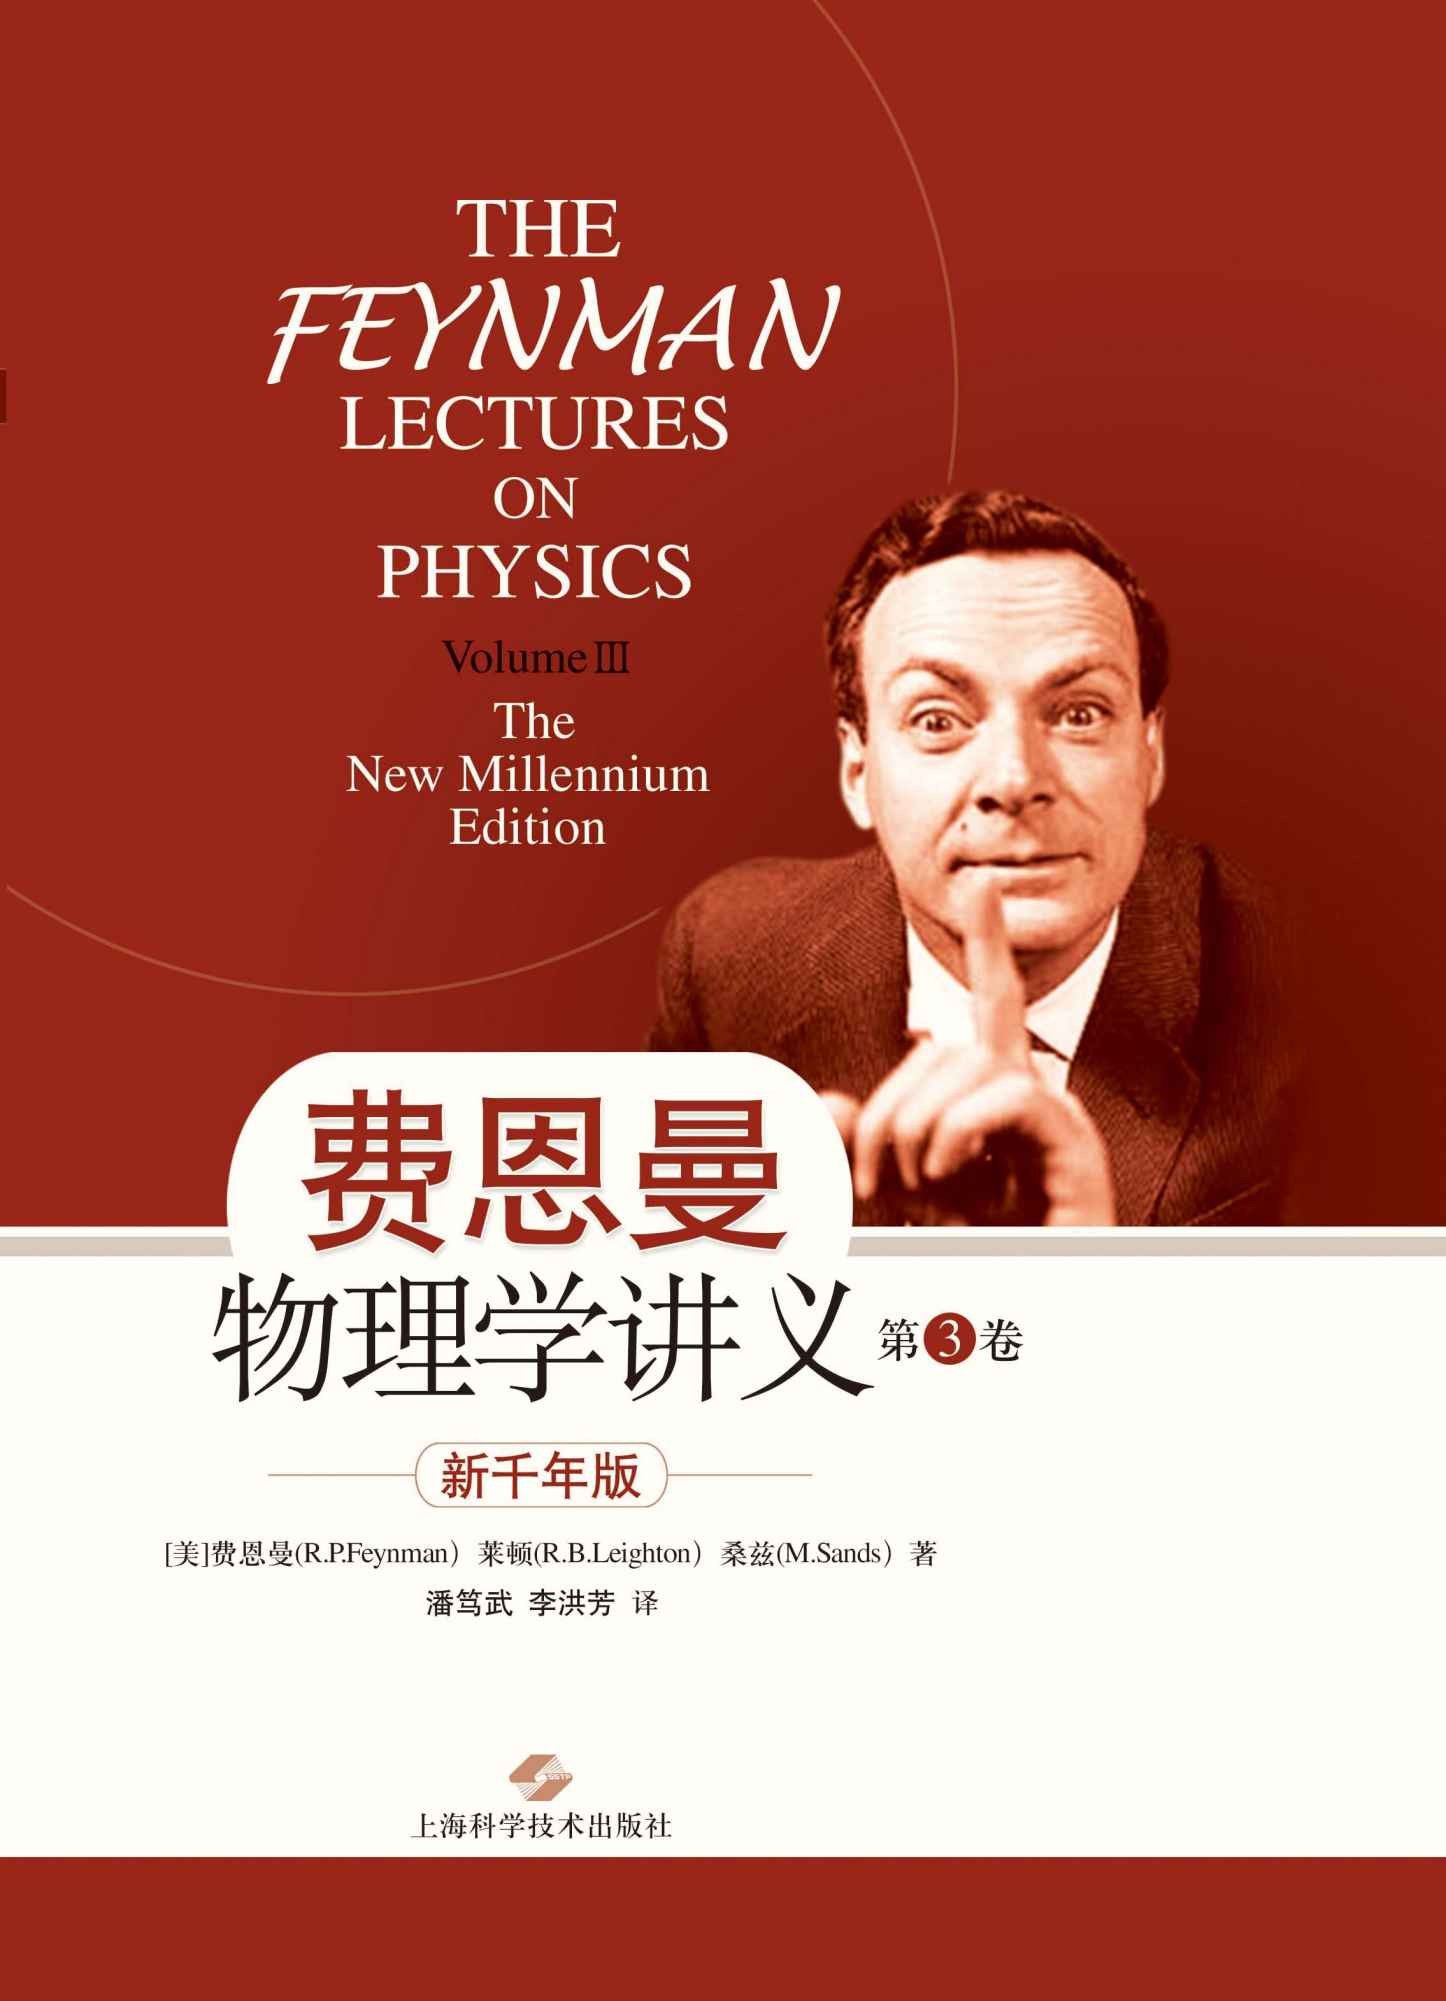 THE
FEYNMAN
LECTURES
ON
PHYSICS
Volume Ⅲ
The
New Millennium
Edition
费恩曼
物理学讲义 第3卷
新千年版
[美]费恩曼(R.P.Feynman）莱顿(R.B.Leighton）桑兹(M.Sands）著
潘笃武 李洪芳 译
SSTP
上海科学技术出版社